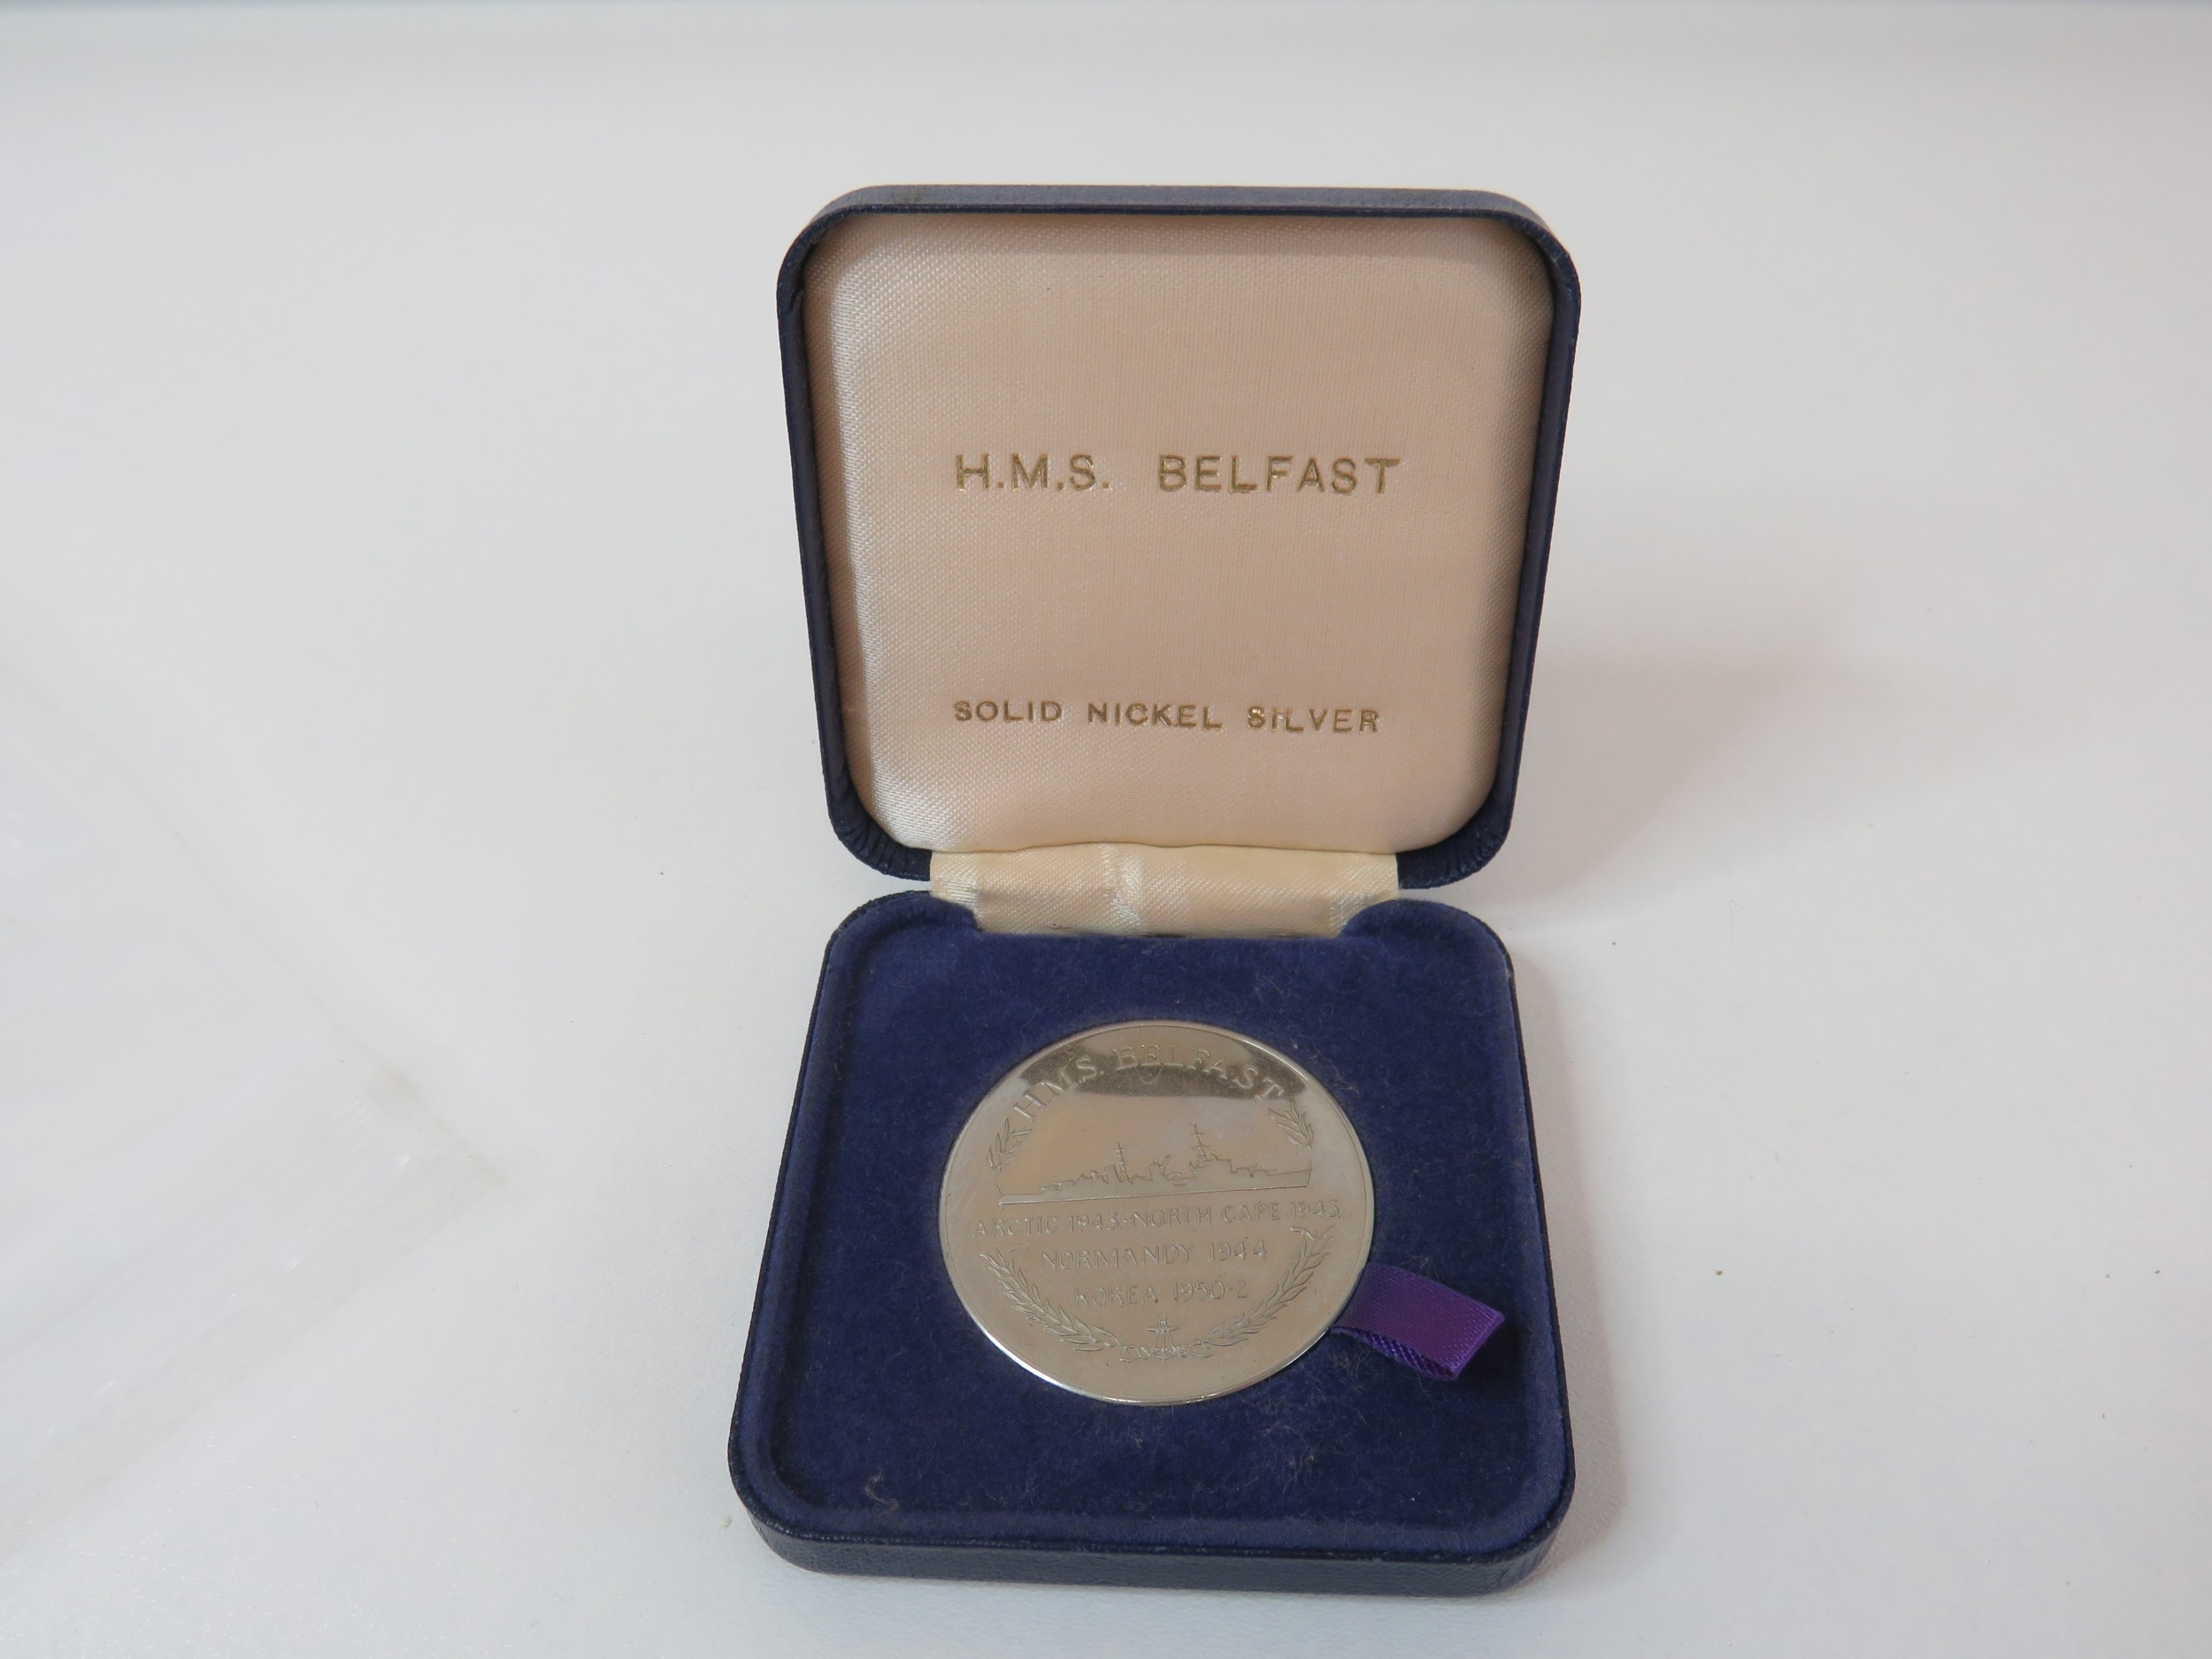 H.M.S. BELFAST
SOLID NICKEL SILVER
H.M.S. BELFAST
ARCTIC 1943-NORTH CAPE 1943
NORMANDY 1944
KOREA 1950-2